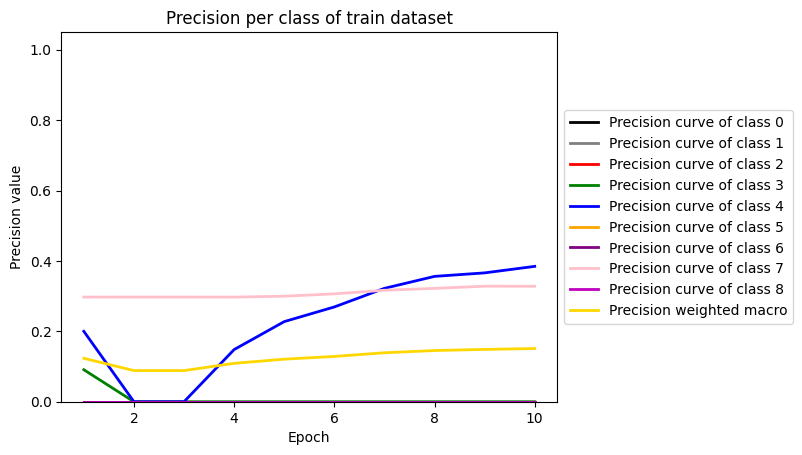 Precision per class of train dataset
1.0
0.8
0.6
0.4
0.2
0.0
Precision value
2
4
6
8
10
Epoch
Precision curve of class 0
Precision curve of class 1
Precision curve of class 2
Precision curve of class 3
Precision curve of class 4
Precision curve of class 5
Precision curve of class 6
Precision curve of class 7
Precision curve of class 8
Precision weighted macro